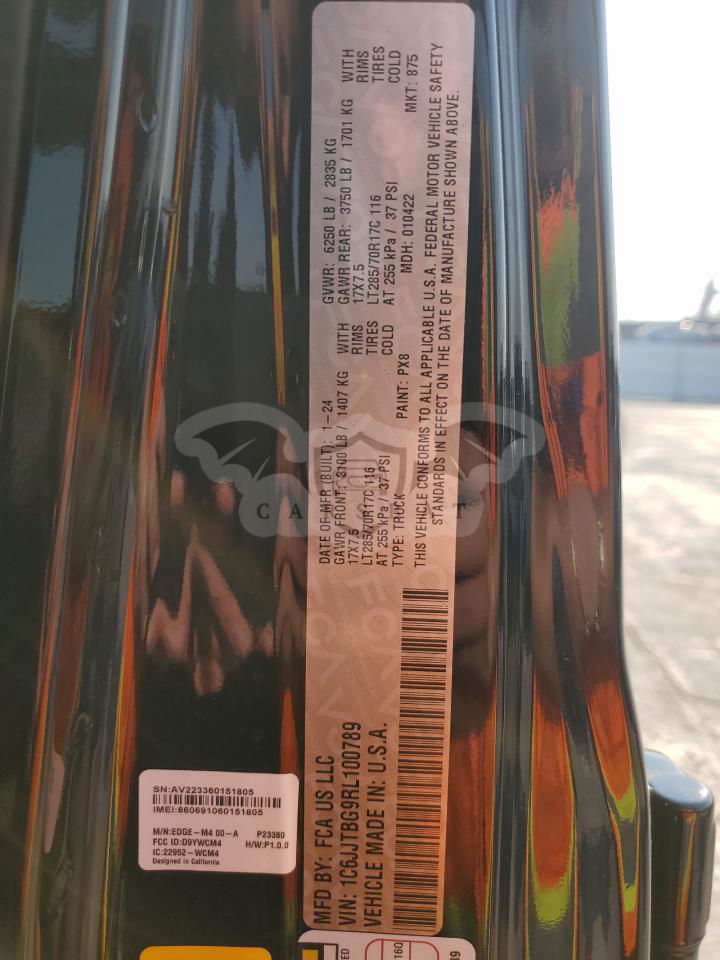 MFD BY: FCA US LLC
VIN: 1C6JJTBG9RL100789
VEHICLE MADE IN: U.S.A.
DATE OF MFR (BUILT): 1-24
GAWR FRONT: 3100 LB / 1407 KG WITH
17X7.5 RIMS
LT285/70R17C 116 TIRES
AT 255 kPa / 37 PSI COLD
TYPE: TRUCK PAINT: PX8
GVWR: 6250 LB / 2835 KG
GAWR REAR: 3750 LB / 1701 KG WITH
17X7.5 RIMS
LT285/70R17C 116 TIRES
AT 255 kPa / 37 PSI COLD
MDH: 010422 MKT: 875
THIS VEHICLE CONFORMS TO ALL APPLICABLE U.S.A. FEDERAL MOTOR VEHICLE SAFETY
STANDARDS IN EFFECT ON THE DATE OF MANUFACTURE SHOWN ABOVE.
SN:AV223360151805
IMEI:860691060151805
M/N:EDGE-M4 00-A P23380
FCC ID:O9YWCM4 H/W:P1.0.0
IC:22952-WCM4
Designed in California